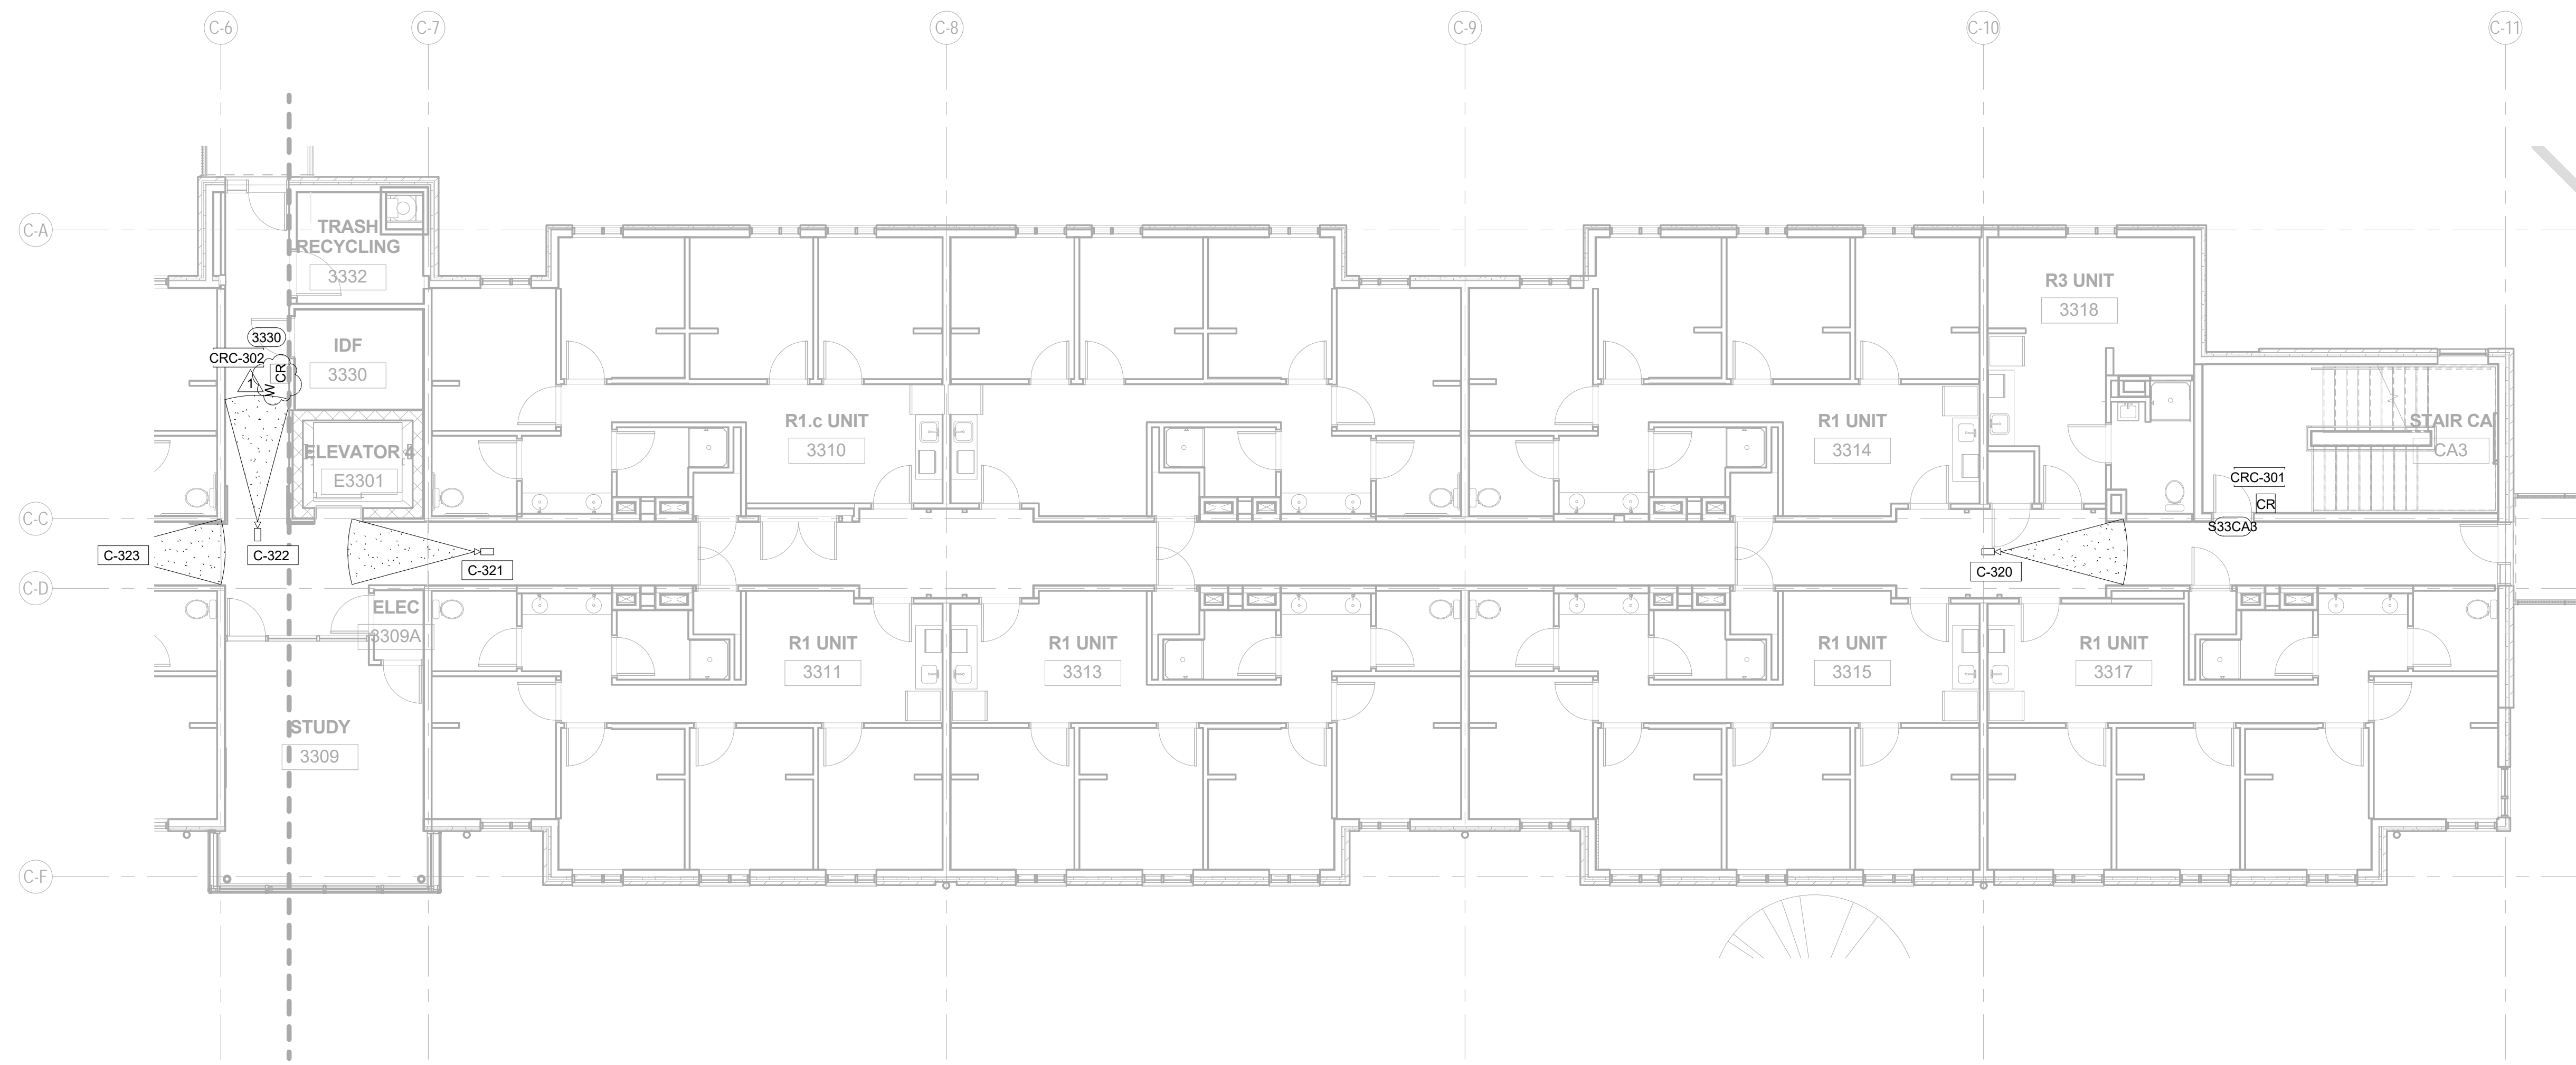 C-6
C-7
C-8
C-9
C-10
C-11
C-A
TRASH
RECYCLING
3332
R3 UNIT
3318
3330
IDF
3330
CRC-302
CR
1
W
R1.c UNIT
3310
R1 UNIT
3314
STAIR CA
CA3
ELEVATOR 4
E3301
CRC-301
CR
S33CA3
C-C
C-323
C-322
C-321
C-320
C-D
ELEC
3309A
R1 UNIT
3311
R1 UNIT
3313
R1 UNIT
3315
R1 UNIT
3317
STUDY
3309
C-F